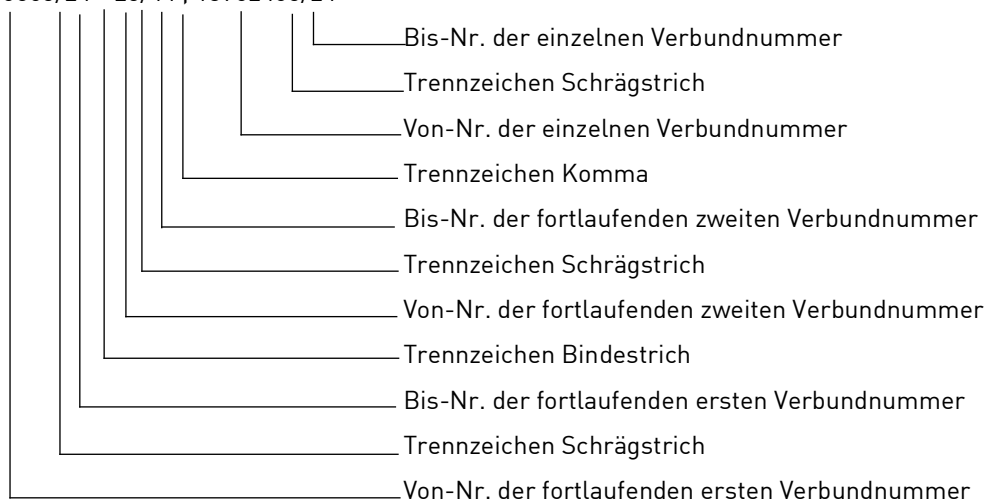 Bis-Nr. der einzelnen Verbundnummer
Trennzeichen Schrägstrich
Von-Nr. der einzelnen Verbundnummer
Trennzeichen Komma
Bis-Nr. der fortlaufenden zweiten Verbundnummer
Trennzeichen Schrägstrich
Von-Nr. der fortlaufenden zweiten Verbundnummer
Trennzeichen Bindestrich
Bis-Nr. der fortlaufenden ersten Verbundnummer
Trennzeichen Schrägstrich
Von-Nr. der fortlaufenden ersten Verbundnummer